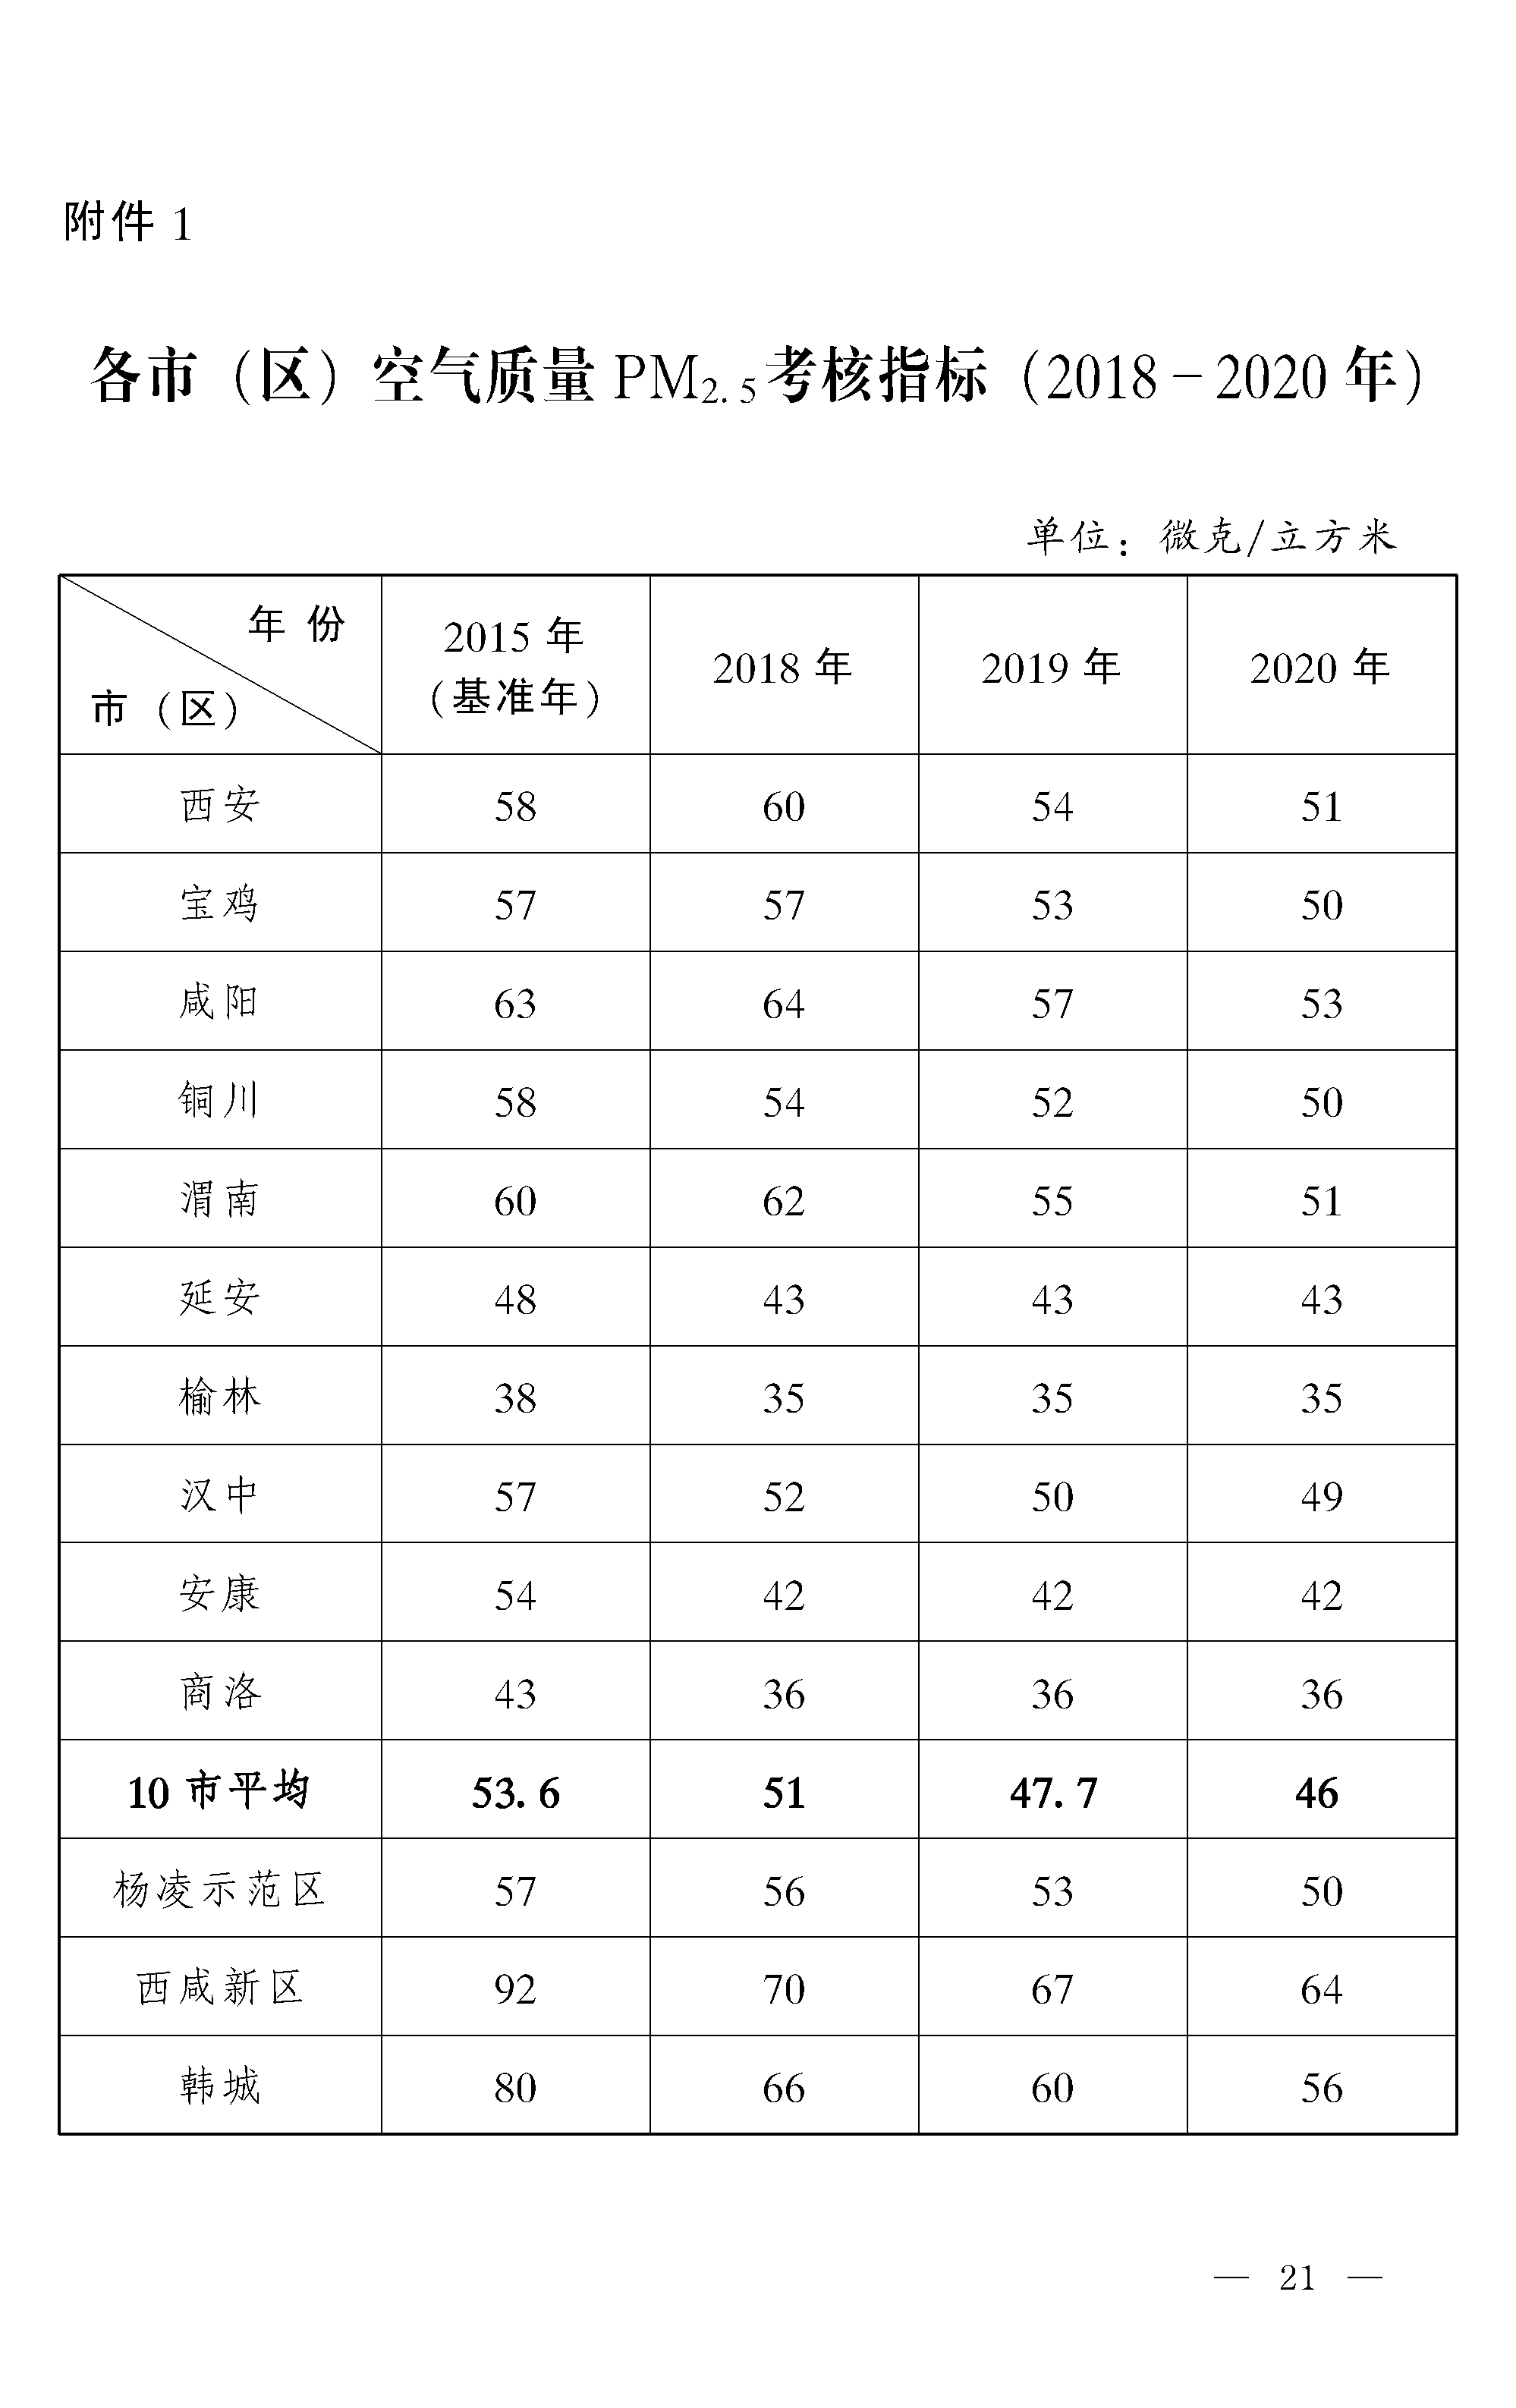 附件 1
各市（区）空气质量 PM2.5考核指标（2018－2020 年）
单位：微克/立方米
年 份
市（区）
2015 年
（基准年）
2018 年
2019 年
2020 年
西安 58 60 54 51
宝鸡 57 57 53 50
咸阳 63 64 57 53
铜川 58 54 52 50
渭南 60 62 55 51
延安 48 43 43 43
榆林 38 35 35 35
汉中 57 52 50 49
安康 54 42 42 42
商洛 43 36 36 36
10 市平均 53.6 51 47.7 46
杨凌示范区 57 56 53 50
西咸新区 92 70 67 64
韩城 80 66 60 56
— 21 —